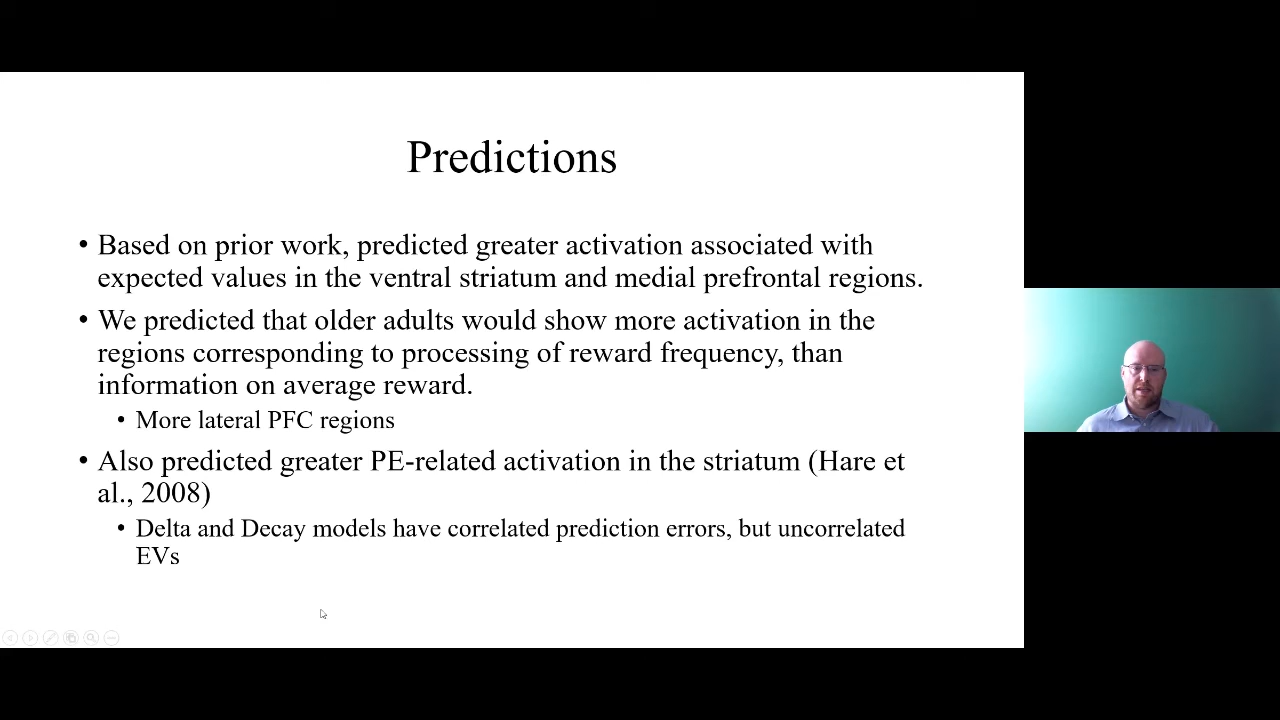 Predictions
• Based on prior work, predicted greater activation associated with
expected values in the ventral striatum and medial prefrontal regions.
• We predicted that older adults would show more activation in the
regions corresponding to processing of reward frequency, than
information on average reward.
• More lateral PFC regions
• Also predicted greater PE-related activation in the striatum (Hare et
al., 2008)
• Delta and Decay models have correlated prediction errors, but uncorrelated
EVs